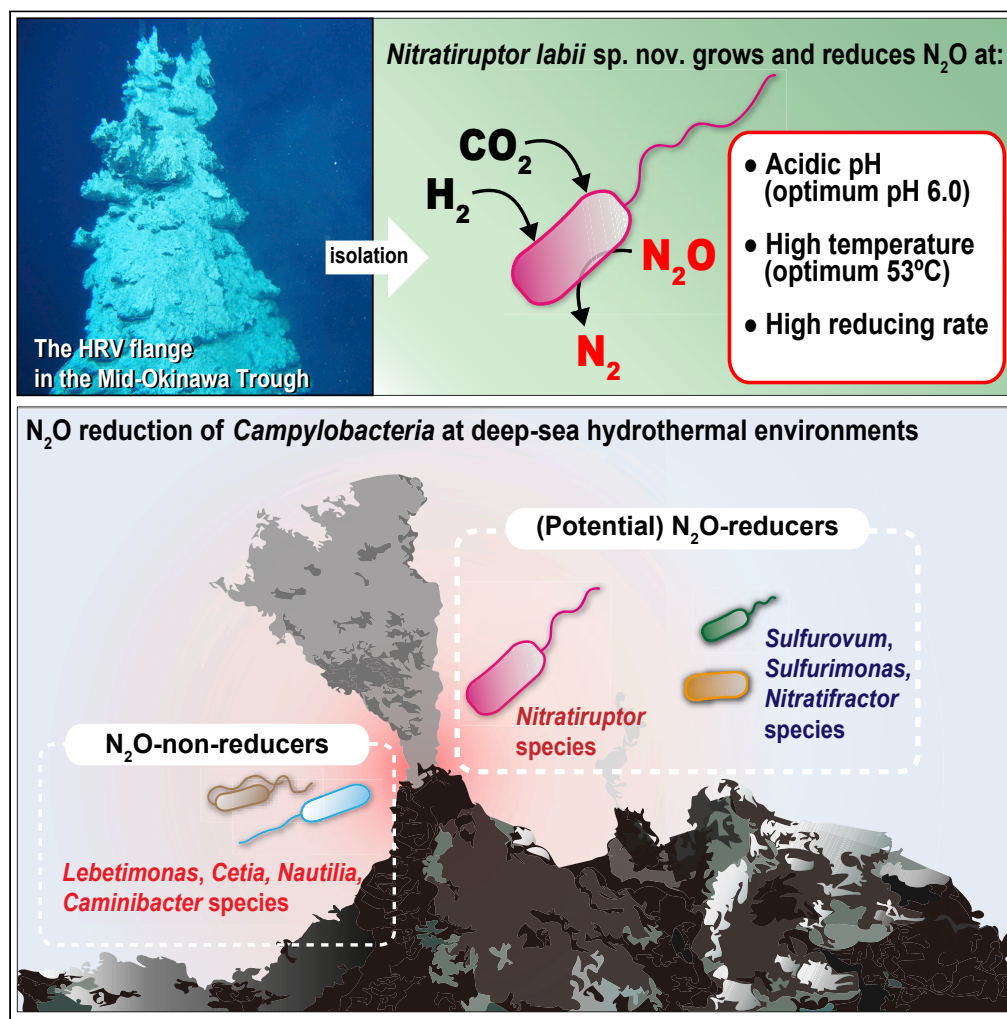 Nitratiruptor labii sp. nov. grows and reduces N₂O at:
CO₂
H₂
N₂O
N₂
isolation
• Acidic pH
(optimum pH 6.0)
• High temperature
(optimum 53ºC)
• High reducing rate
The HRV flange
in the Mid-Okinawa Trough
N₂O reduction of Campylobacteria at deep-sea hydrothermal environments
(Potential) N₂O-reducers
Nitratiruptor
species
Sulfurovum,
Sulfurimonas,
Nitratifractor
species
N₂O-non-reducers
Lebetimonas, Cetia, Nautilia,
Caminibacter species